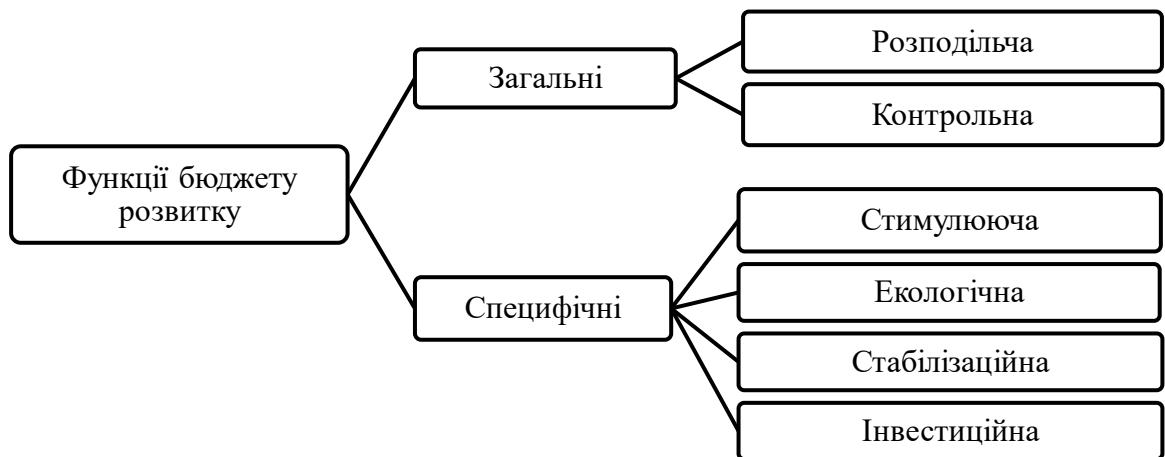 Функції бюджету
розвитку
Загальні
Розподільча
Контрольна
Специфічні
Стимулююча
Екологічна
Стабілізаційна
Інвестиційна